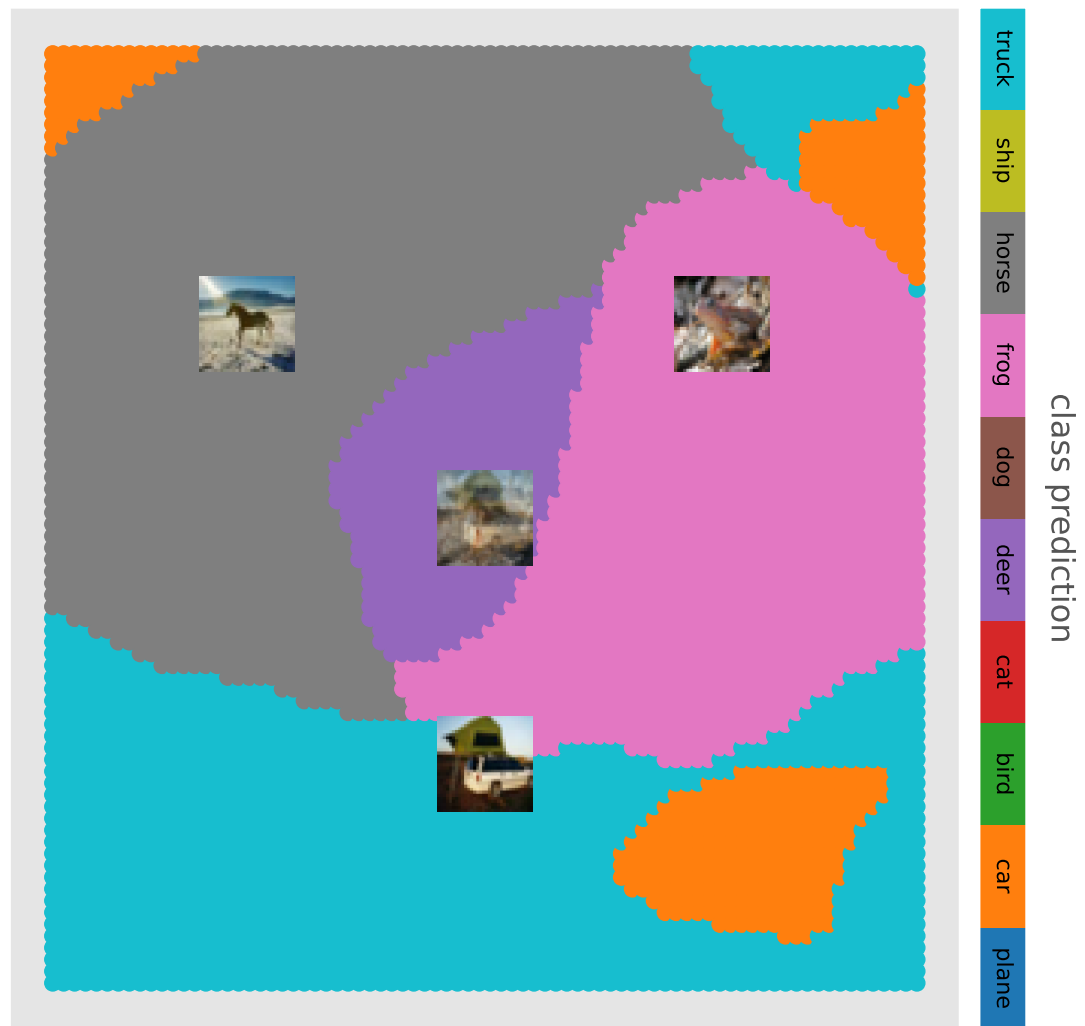 truck
ship
horse
frog
dog
deer
cat
bird
car
plane
class prediction